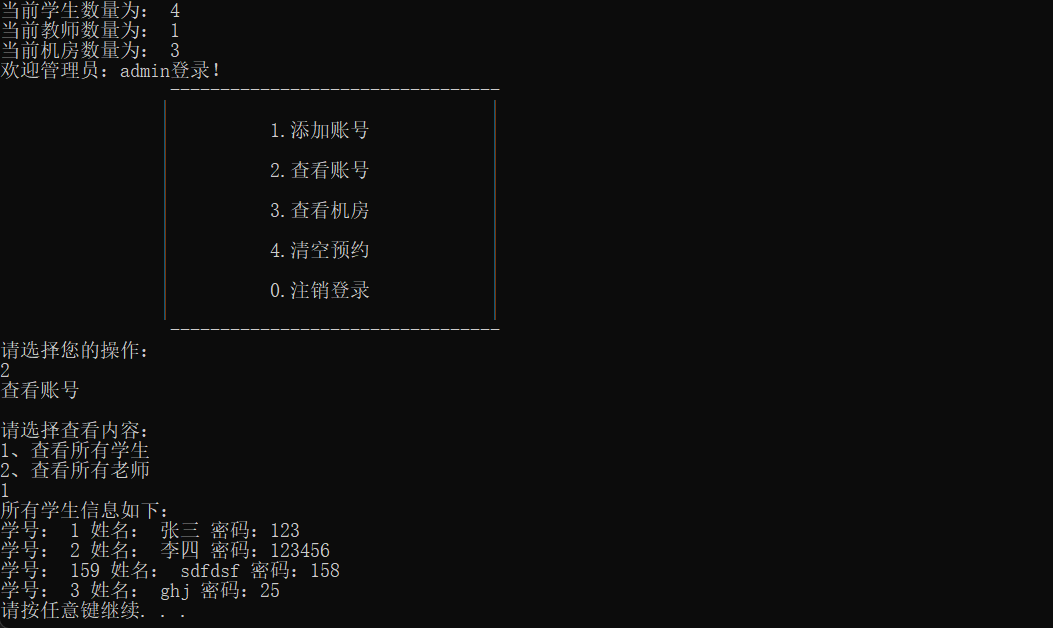 当前学生数量为： 4
当前教师数量为： 1
当前机房数量为： 3
欢迎管理员：admin登录！
---------------------------------
1.添加账号
2.查看账号
3.查看机房
4.清空预约
0.注销登录
---------------------------------
请选择您的操作：
2
查看账号
请选择查看内容：
1、查看所有学生
2、查看所有老师
1
所有学生信息如下：
学号： 1 姓名： 张三 密码：123
学号： 2 姓名： 李四 密码：123456
学号： 159 姓名： sdfdsf 密码：158
学号： 3 姓名： ghj 密码：25
请按任意键继续. . .